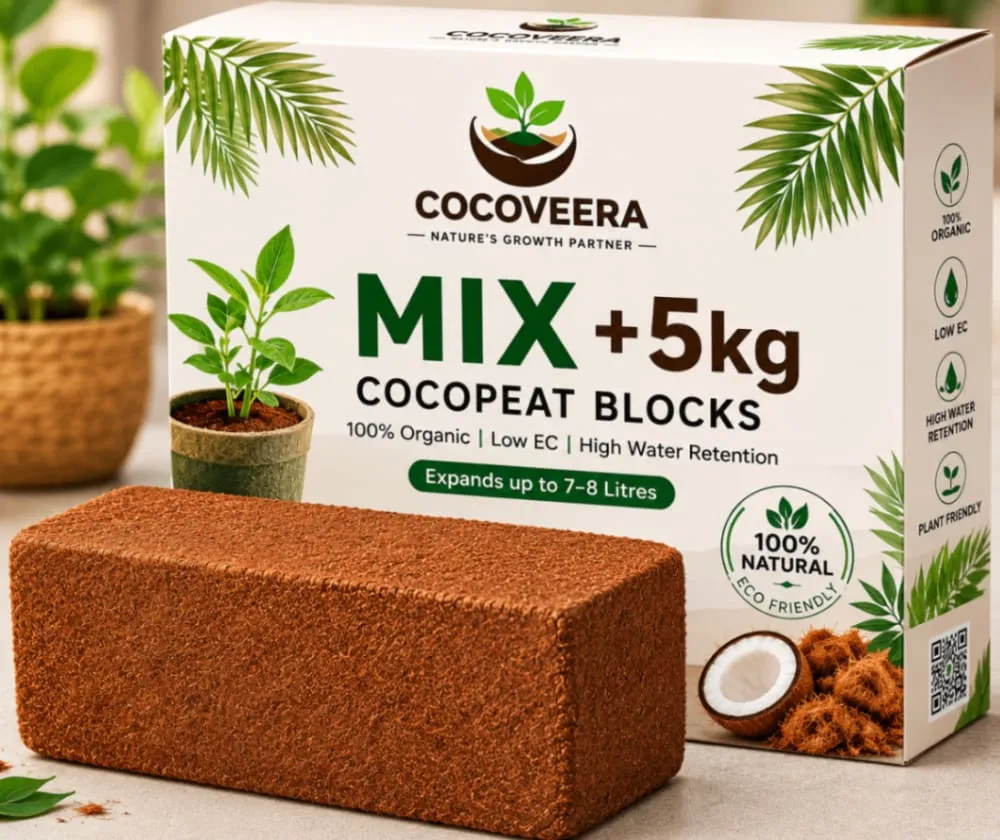 COCOVEERA
COCOVEERA
— NATURE'S GROWTH PARTNER —
MIX +5kg
COCOPEAT BLOCKS
100% Organic | Low EC | High Water Retention
Expands up to 7–8 Litres
100%
NATURAL
ECO FRIENDLY
100%
ORGANIC
LOW EC
HIGH WATER
RETENTION
PLANT FRIENDLY